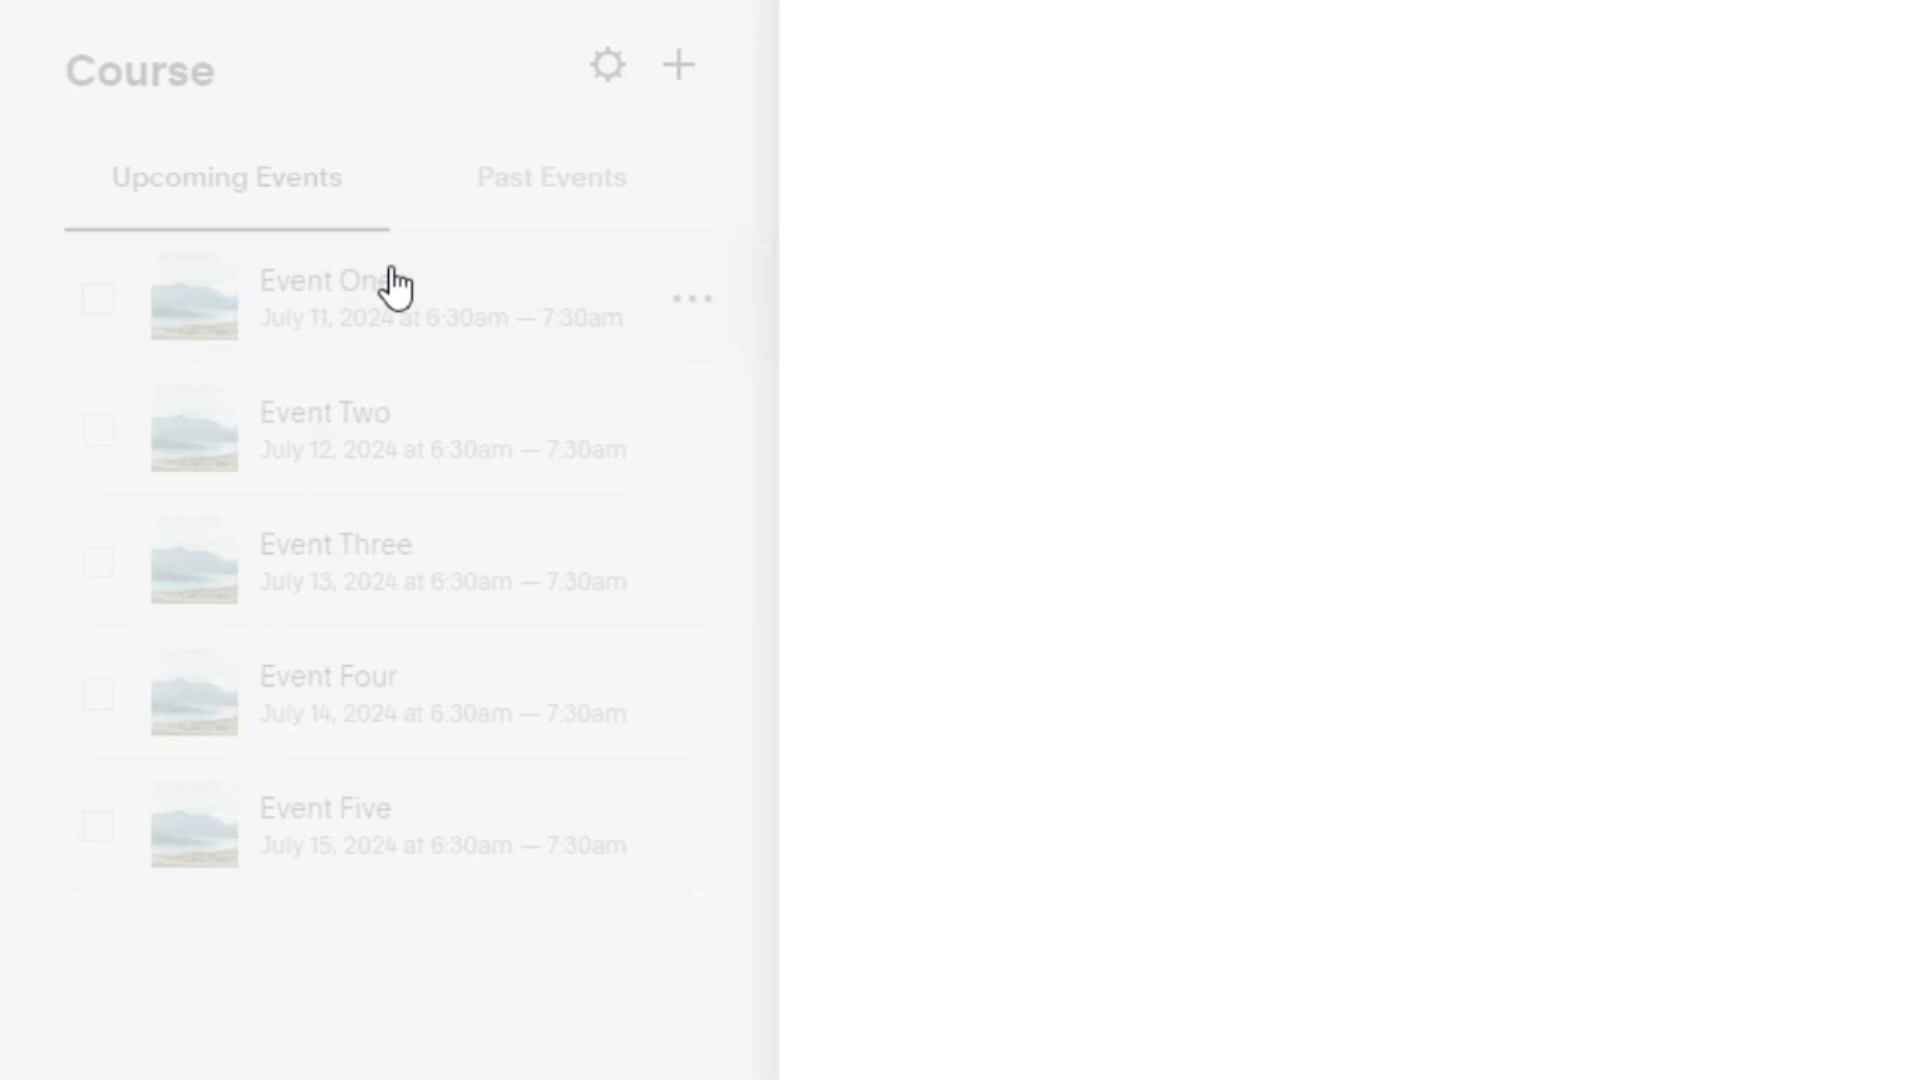 Course
Upcoming Events
Past Events
Event One
July 11, 2024 at 6:30am — 7:30am
Event Two
July 12, 2024 at 6:30am — 7:30am
Event Three
July 13, 2024 at 6:30am — 7:30am
Event Four
July 14, 2024 at 6:30am — 7:30am
Event Five
July 15, 2024 at 6:30am — 7:30am